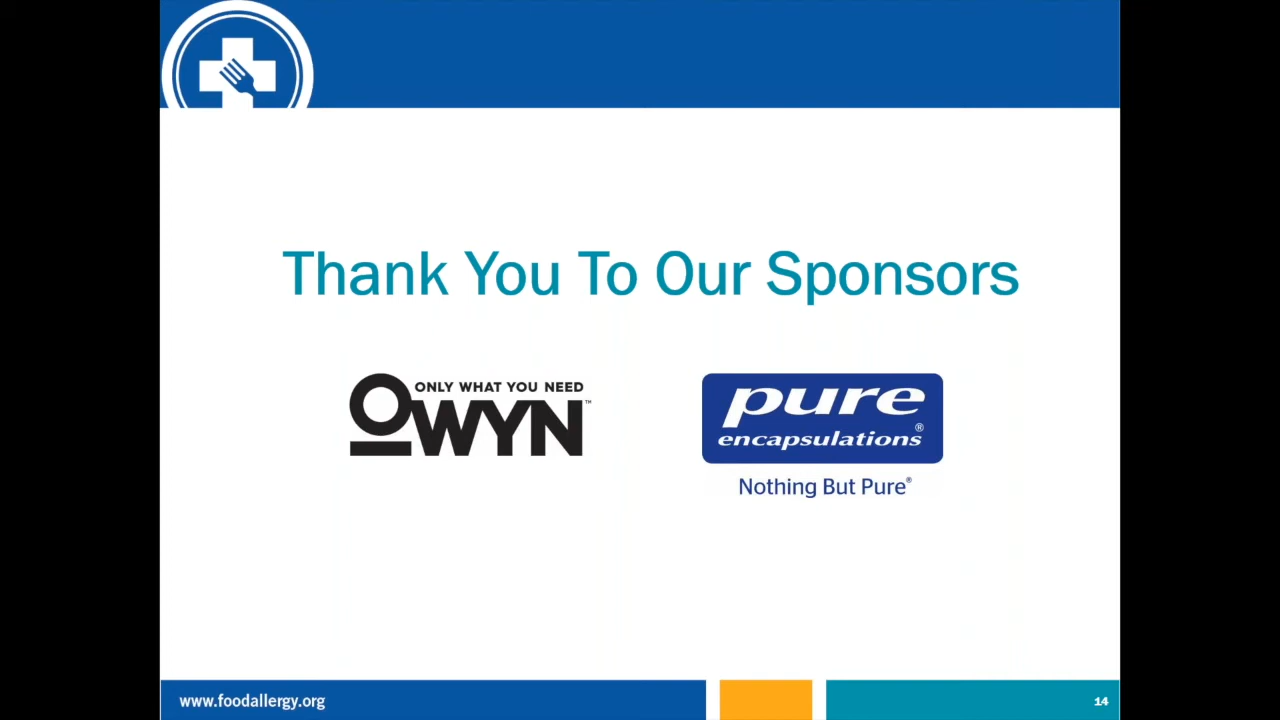 Thank You To Our Sponsors
ONLY WHAT YOU NEED
OWYN™
pure
encapsulations®
Nothing But Pure®
www.foodallergy.org
14